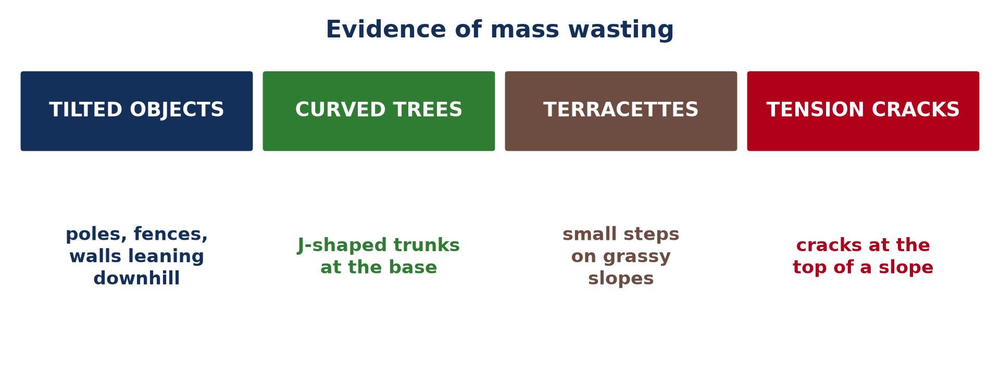 Evidence of mass wasting
TILTED OBJECTS
CURVED TREES
TERRACETTES
TENSION CRACKS
poles, fences,
walls leaning
downhill
J-shaped trunks
at the base
small steps
on grassy
slopes
cracks at the
top of a slope